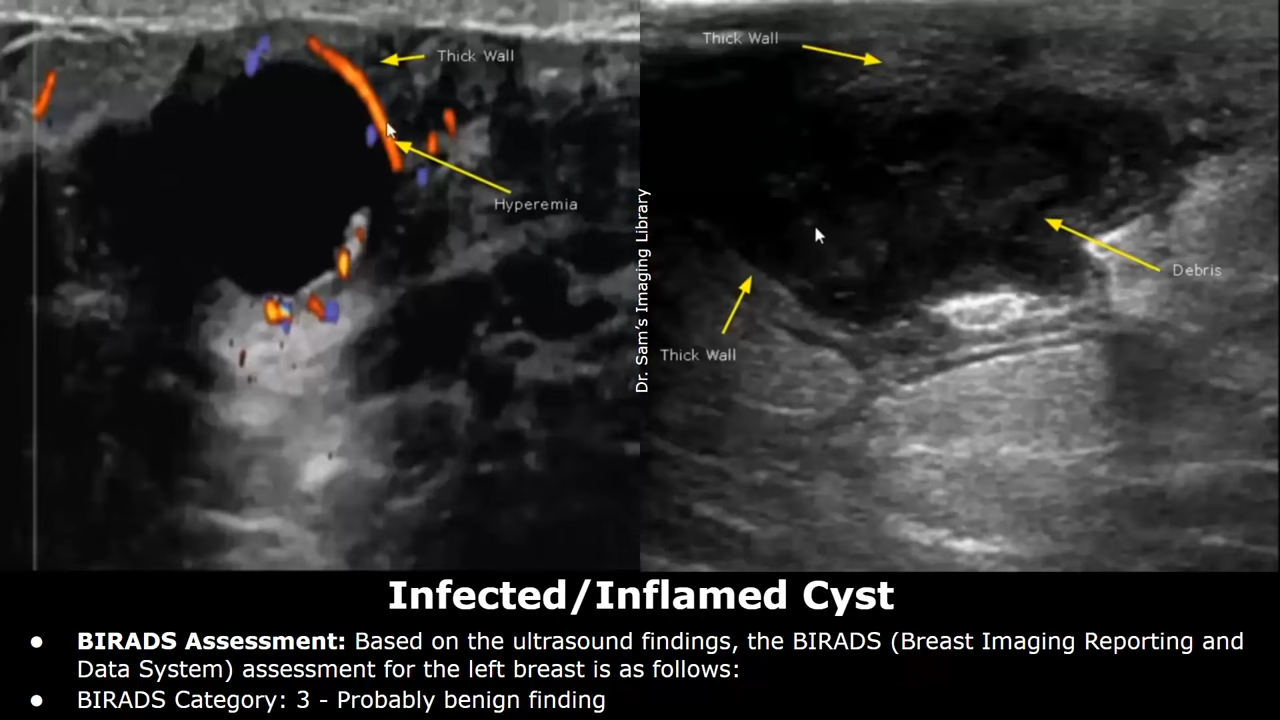 Thick Wall
Hyperemia
Dr. Sam's Imaging Library
Thick Wall
Debris
Thick Wall
Infected/Inflamed Cyst
● BIRADS Assessment: Based on the ultrasound findings, the BIRADS (Breast Imaging Reporting and
Data System) assessment for the left breast is as follows:
● BIRADS Category: 3 - Probably benign finding